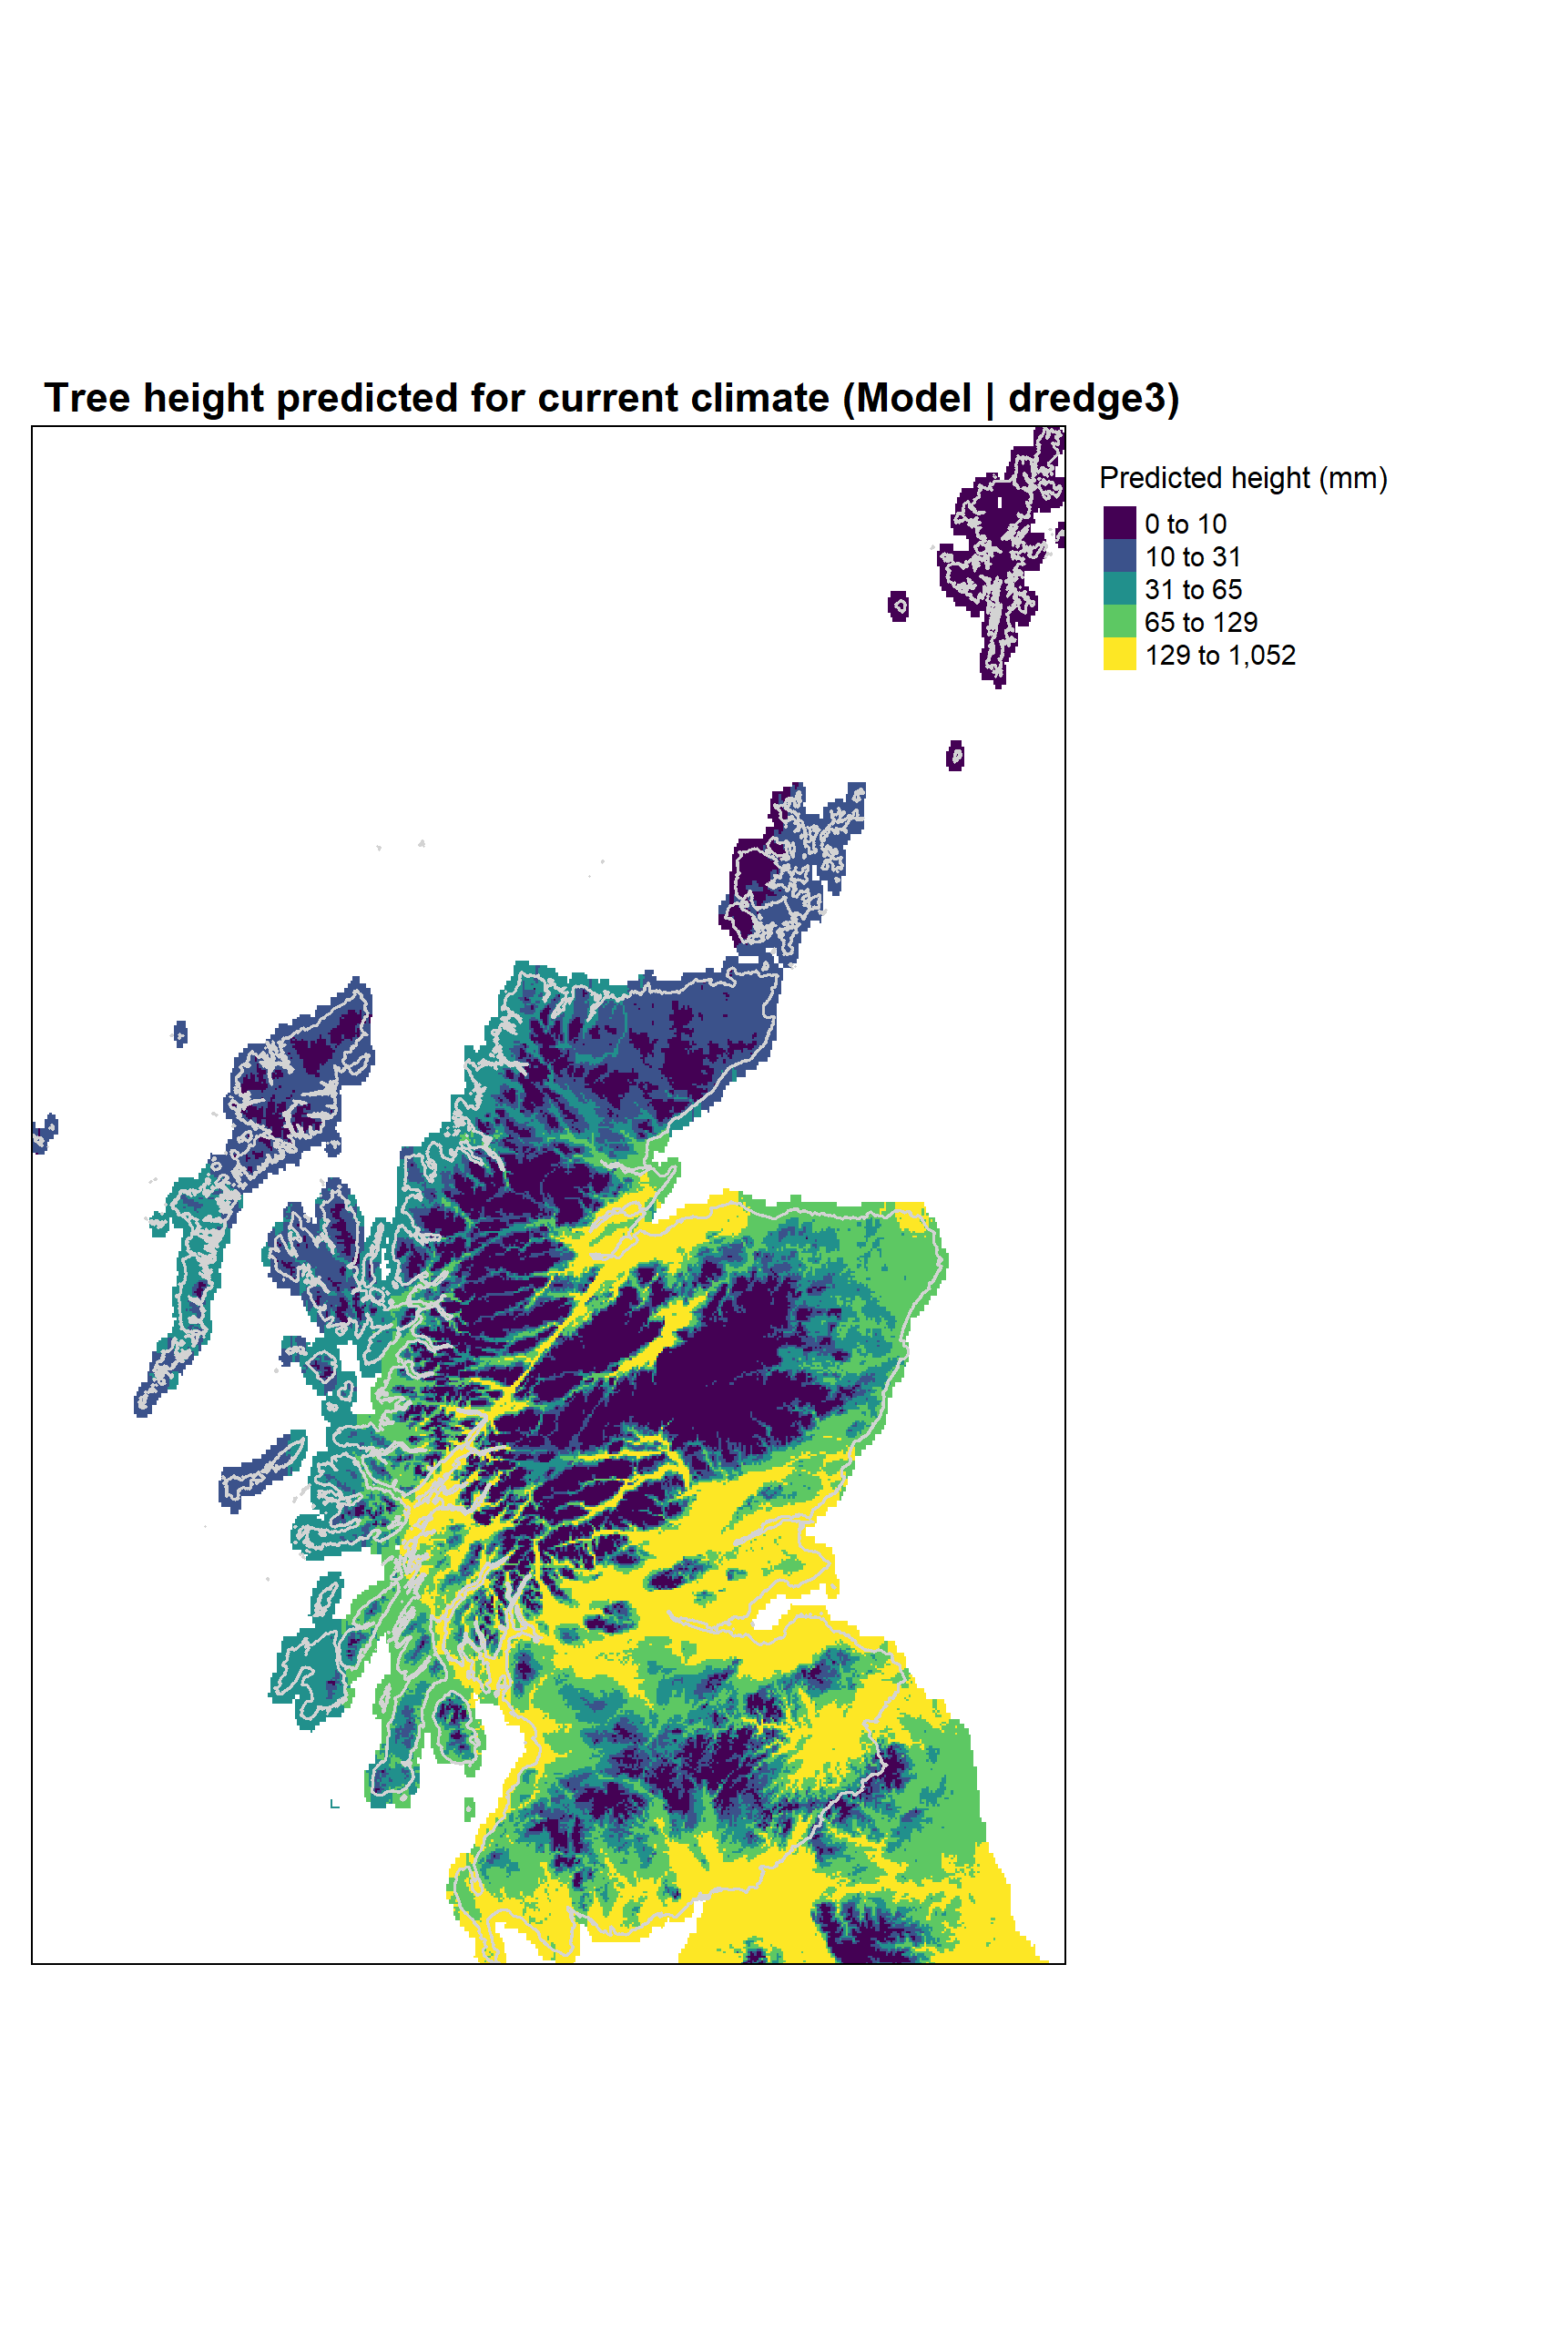 Tree height predicted for current climate (Model | dredge3)
Predicted height (mm)
0 to 10
10 to 31
31 to 65
65 to 129
129 to 1,052